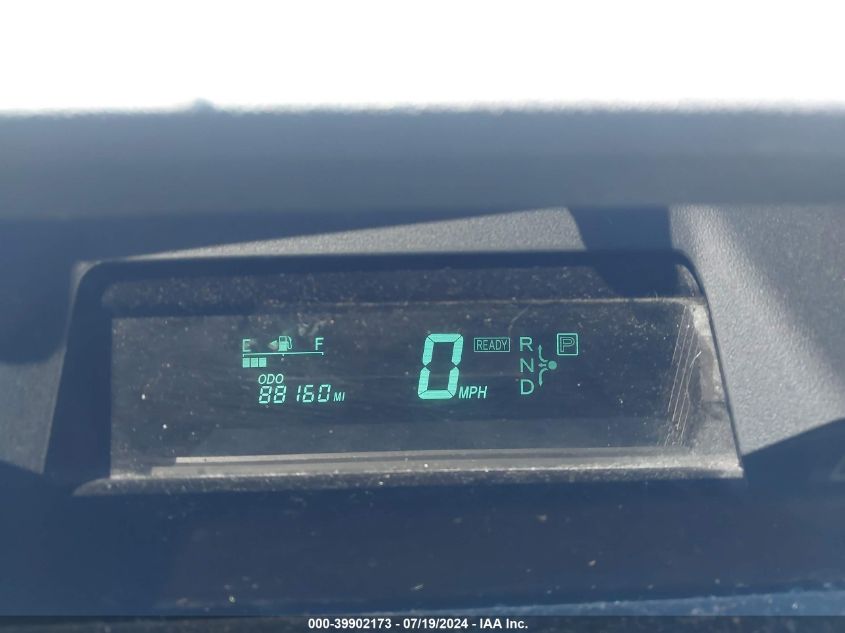 E F
ODO
88160 MI
0 MPH
READY
R
N
D
P
000-39902173 - 07/19/2024 - IAA Inc.